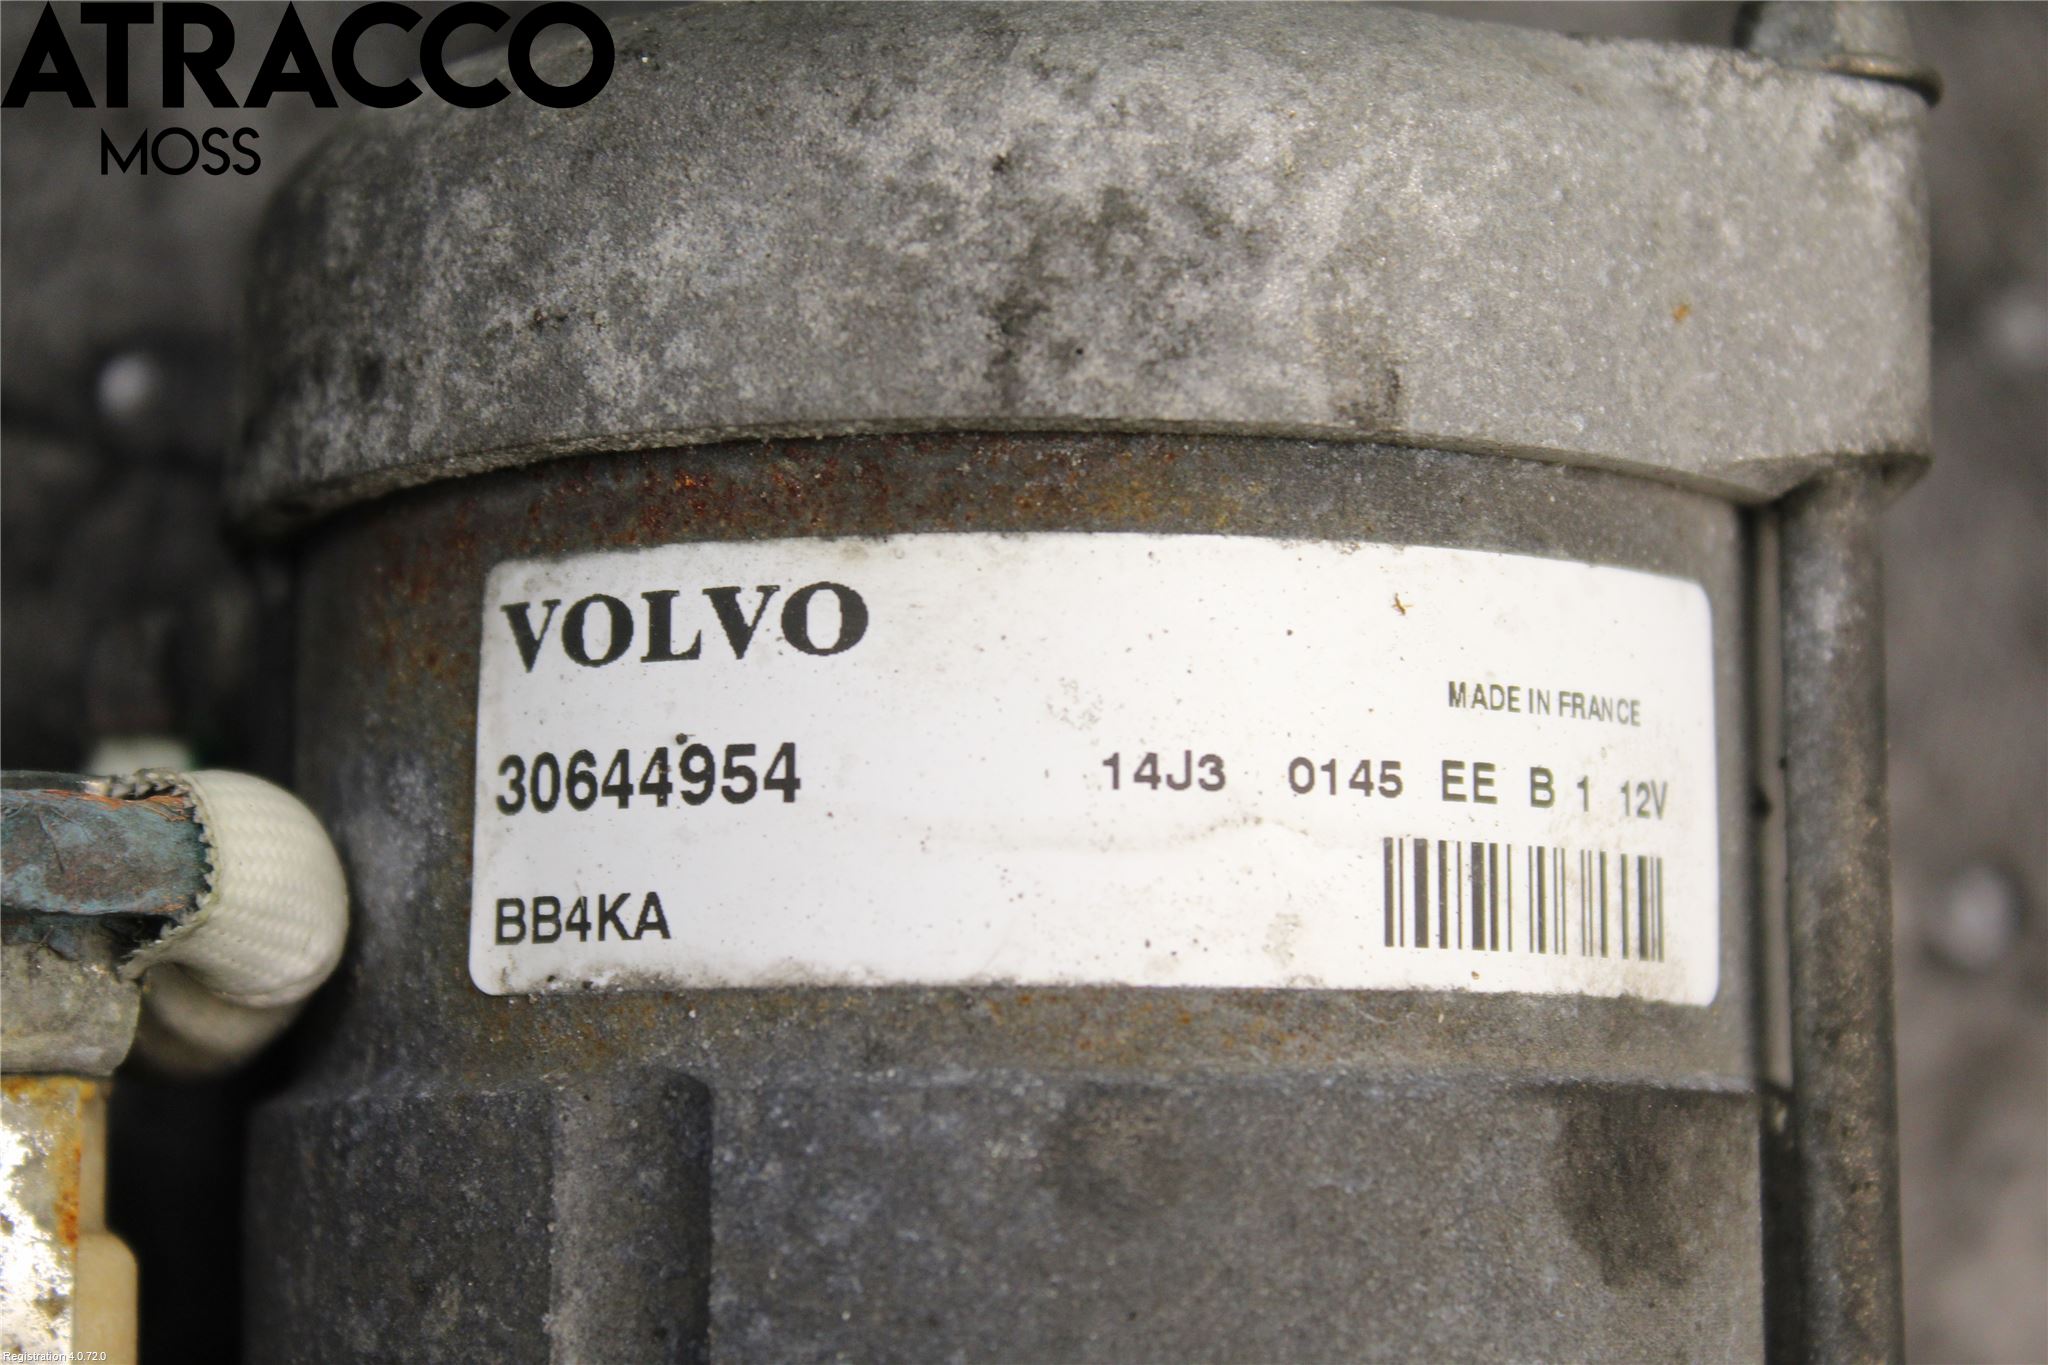 ATRACCO
MOSS
VOLVO
MADE IN FRANCE
30644954 14J3 0145 EE B 1 12V
BB4KA
Registration 4.0.72.0